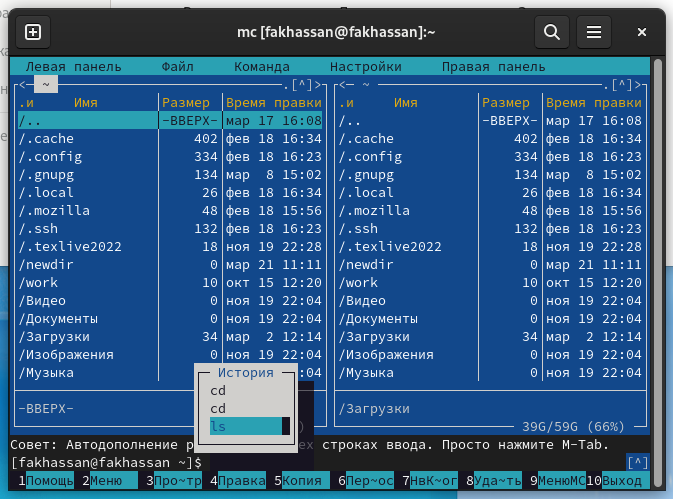 mc [fakhassan@fakhassan]:~
Левая панель Файл Команда Настройки Правая панель
<— ~ .[^]> <— ~ .[^]>
.и Имя Размер Время правки .и Имя Размер Время правки
/.. -ВВЕРХ- мар 17 16:08 /.. -ВВЕРХ- мар 17 16:08
/.cache 402 фев 18 16:34 /.cache 402 фев 18 16:34
/.config 334 фев 18 16:23 /.config 334 фев 18 16:23
/.gnupg 134 мар 8 15:02 /.gnupg 134 мар 8 15:02
/.local 26 фев 18 16:34 /.local 26 фев 18 16:34
/.mozilla 48 фев 18 15:56 /.mozilla 48 фев 18 15:56
/.ssh 132 фев 18 16:23 /.ssh 132 фев 18 16:23
/.texlive2022 18 ноя 19 22:28 /.texlive2022 18 ноя 19 22:28
/newdir 0 мар 21 11:11 /newdir 0 мар 21 11:11
/work 10 окт 15 12:20 /work 10 окт 15 12:20
/Видео 0 ноя 19 22:04 /Видео 0 ноя 19 22:04
/Документы 0 ноя 19 22:04 /Документы 0 ноя 19 22:04
/Загрузки 34 мар 2 12:14 /Загрузки 34 мар 2 12:14
/Изображения 0 ноя 19 22:04 /Изображения 0 ноя 19 22:04
/Музыка :04 /Музыка 0 ноя 19 22:04
История
cd
cd
ls
-ВВЕРХ- /Загрузки
) 39G/59G (66%)
Совет: Автодополнение р ех строках ввода. Просто нажмите M-Tab.
[fakhassan@fakhassan ~]$ [^]
1Помощь 2Меню 3Про~тр 4Правка 5Копия 6Пер~ос 7НвК~ог 8Уда~ть 9МенюMC 10Выход